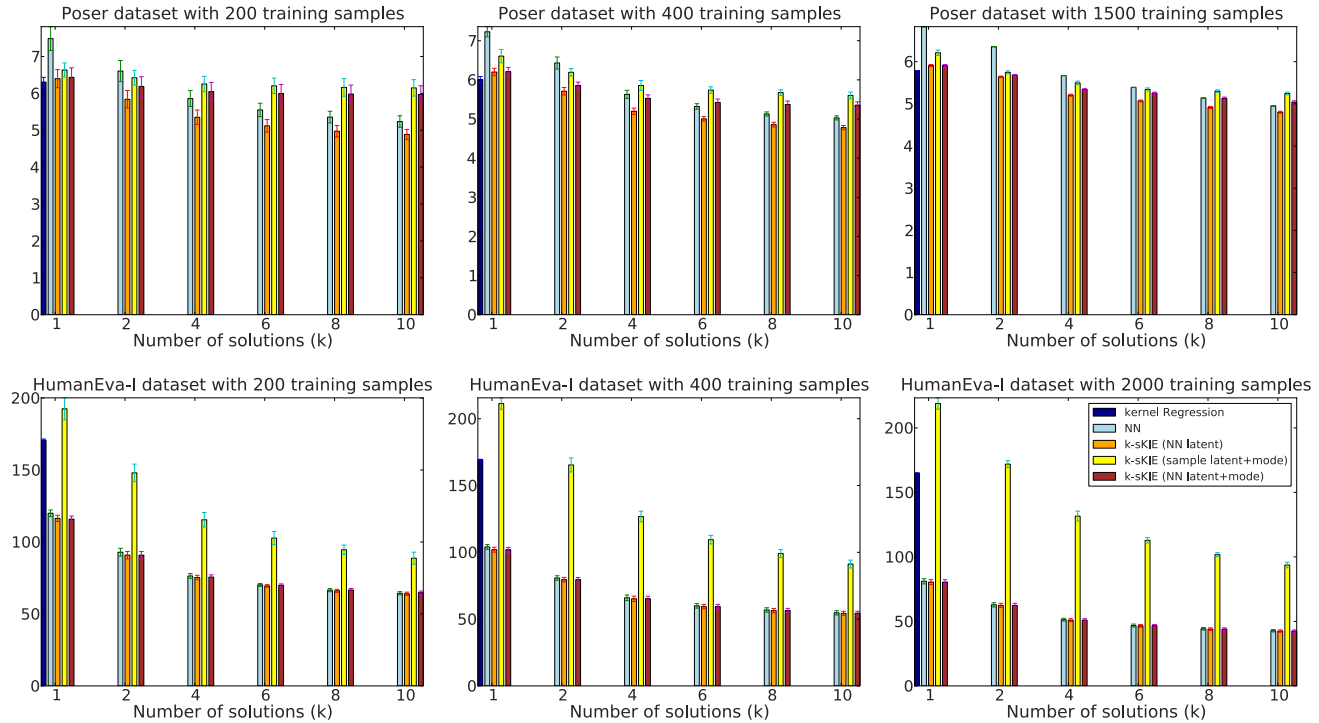 Poser dataset with 200 training samples
7
6
5
4
3
2
1
0
1 2 4 6 8 10
Number of solutions (k)
Poser dataset with 400 training samples
7
6
5
4
3
2
1
0
1 2 4 6 8 10
Number of solutions (k)
Poser dataset with 1500 training samples
6
5
4
3
2
1
0
1 2 4 6 8 10
Number of solutions (k)
HumanEva-I dataset with 200 training samples
200
150
100
50
0
1 2 4 6 8 10
Number of solutions (k)
HumanEva-I dataset with 400 training samples
200
150
100
50
0
1 2 4 6 8 10
Number of solutions (k)
HumanEva-I dataset with 2000 training samples
200
150
100
50
0
kernel Regression
NN
k-sKIE (NN latent)
k-sKIE (sample latent+mode)
k-sKIE (NN latent+mode)
1 2 4 6 8 10
Number of solutions (k)